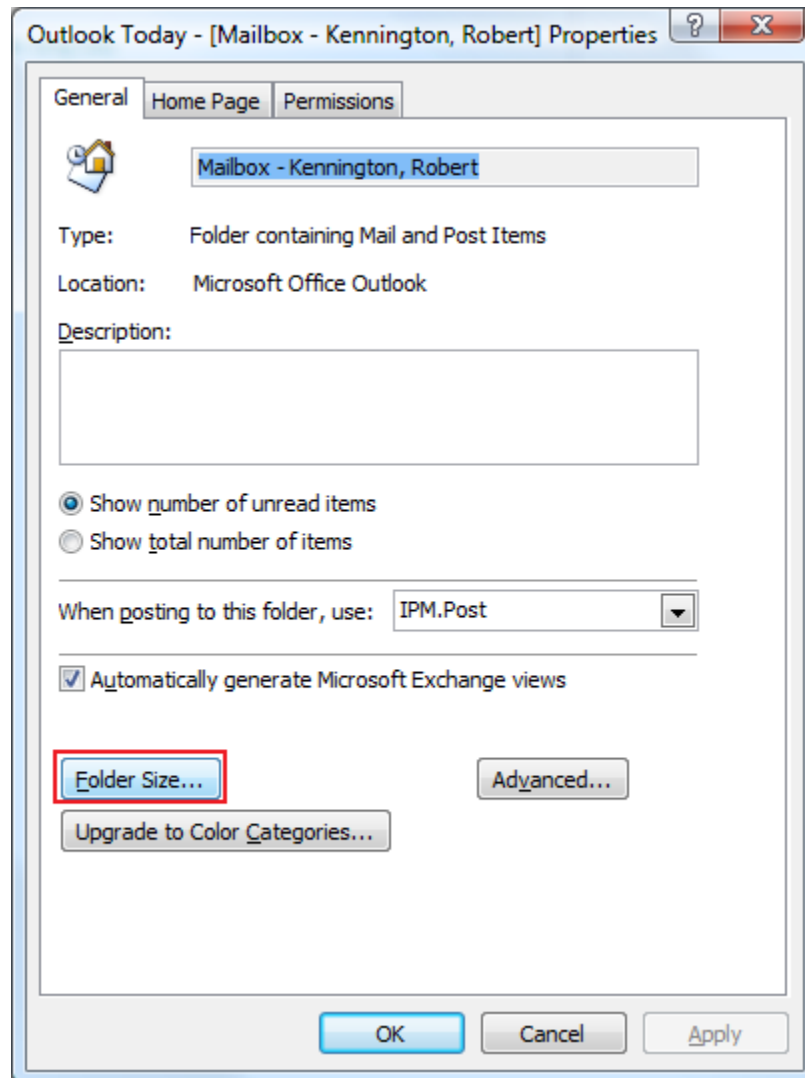 Outlook Today - [Mailbox - Kennington, Robert] Properties
General Home Page Permissions
Mailbox - Kennington, Robert
Type: Folder containing Mail and Post Items
Location: Microsoft Office Outlook
Description:
Show number of unread items
Show total number of items
When posting to this folder, use: IPM.Post
Automatically generate Microsoft Exchange views
Folder Size... Advanced...
Upgrade to Color Categories...
OK Cancel Apply